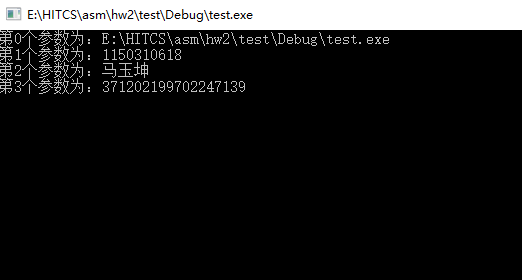 E:\HITCS\asm\hw2\test\Debug\test.exe
第0个参数为：E:\HITCS\asm\hw2\test\Debug\test.exe
第1个参数为：1150310618
第2个参数为：马玉坤
第3个参数为：371202199702247139